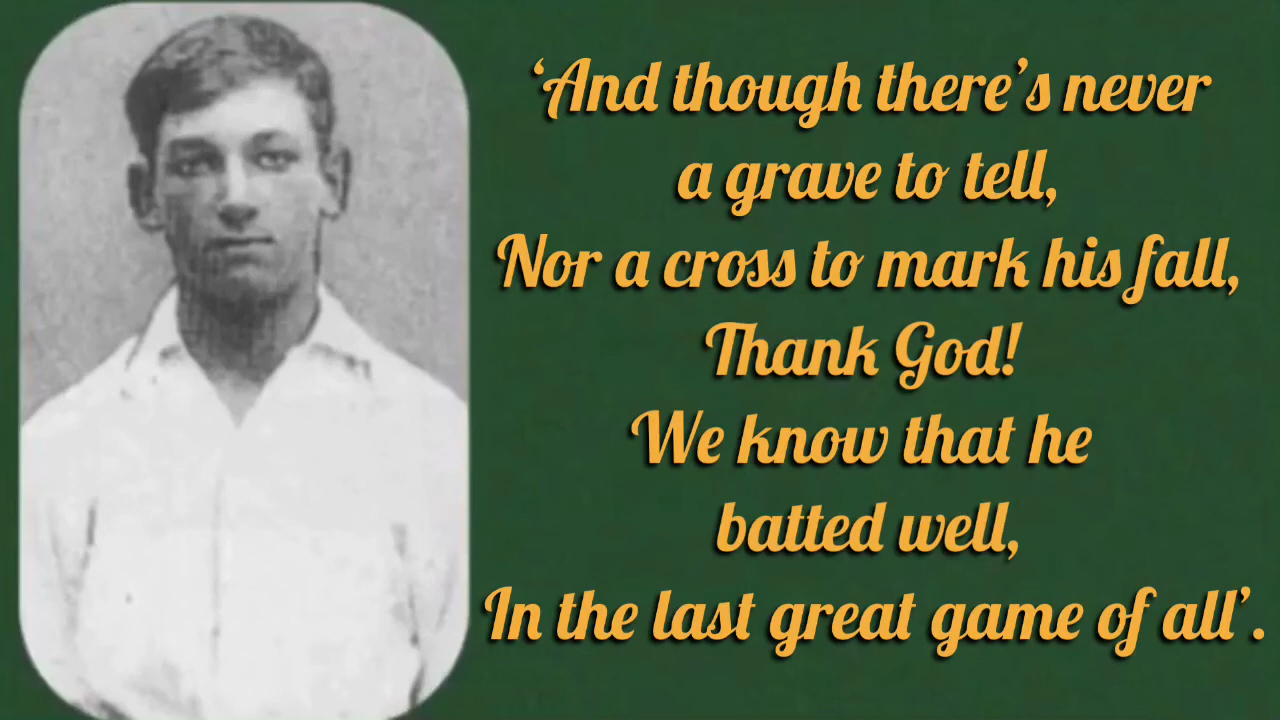 ‘And though there’s never
a grave to tell,
Nor a cross to mark his fall,
Thank God!
We know that he
batted well,
In the last great game of all’.